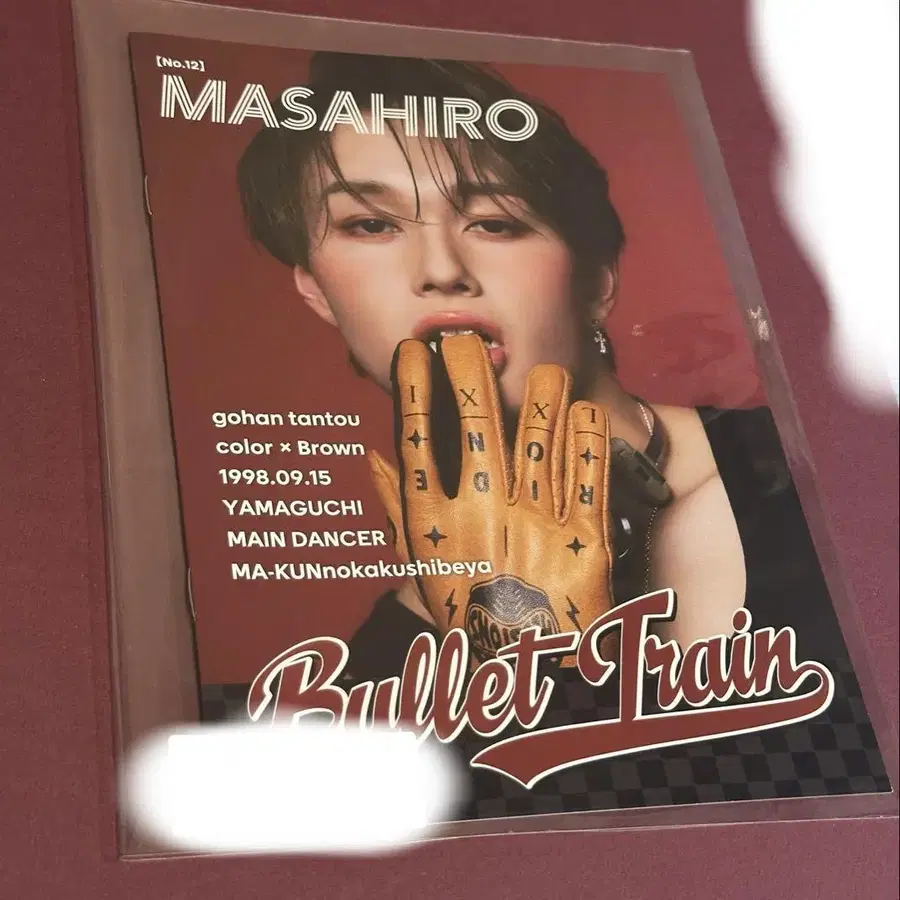 【No.12】
MASAHIRO
gohan tantou
color × Brown
1998.09.15
YAMAGUCHI
MAIN DANCER
MA-KUNnokakushibeya
I X X L
E D N O I R
Bullet Train